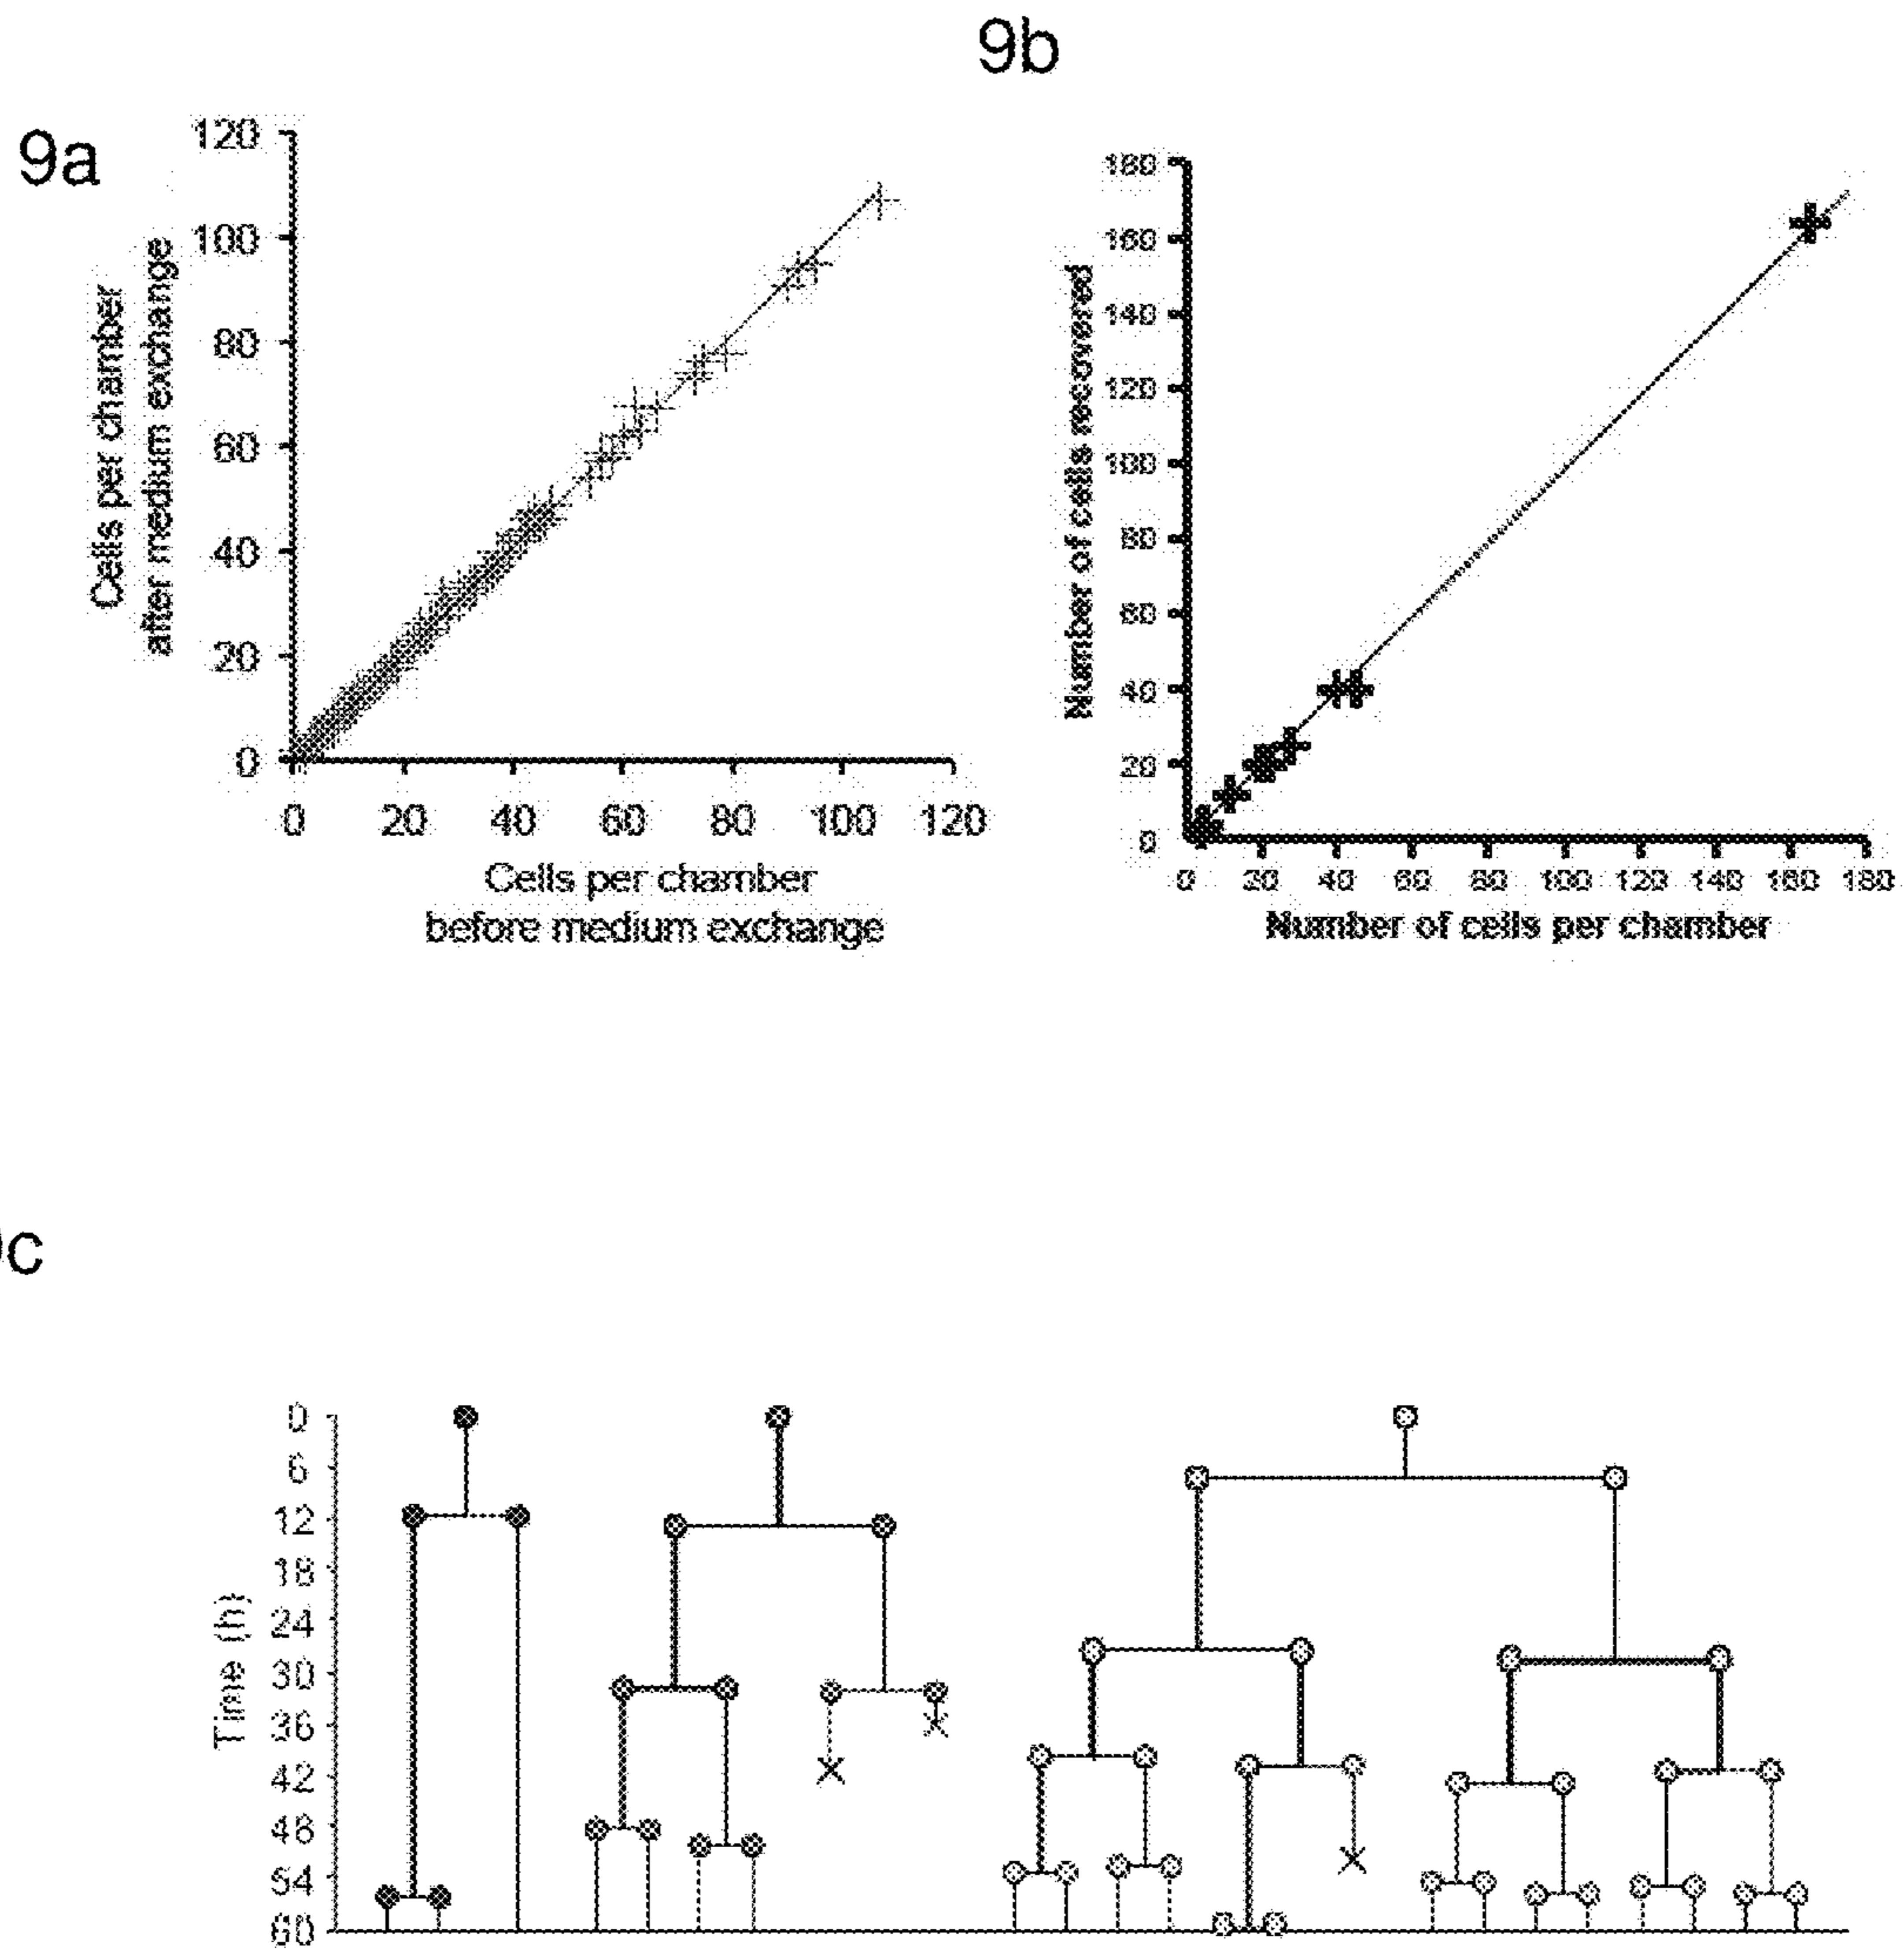 9a
120
100
80
60
40
20
0
Cells per chamber
after medium exchange
0 20 40 60 80 100 120
Cells per chamber
before medium exchange
9b
180
160
140
120
100
80
60
40
20
0
Number of cells recovered
0 20 40 60 80 100 120 140 160 180
Number of cells per chamber
c
0
6
12
18
24
30
36
42
48
54
60
Time (h)